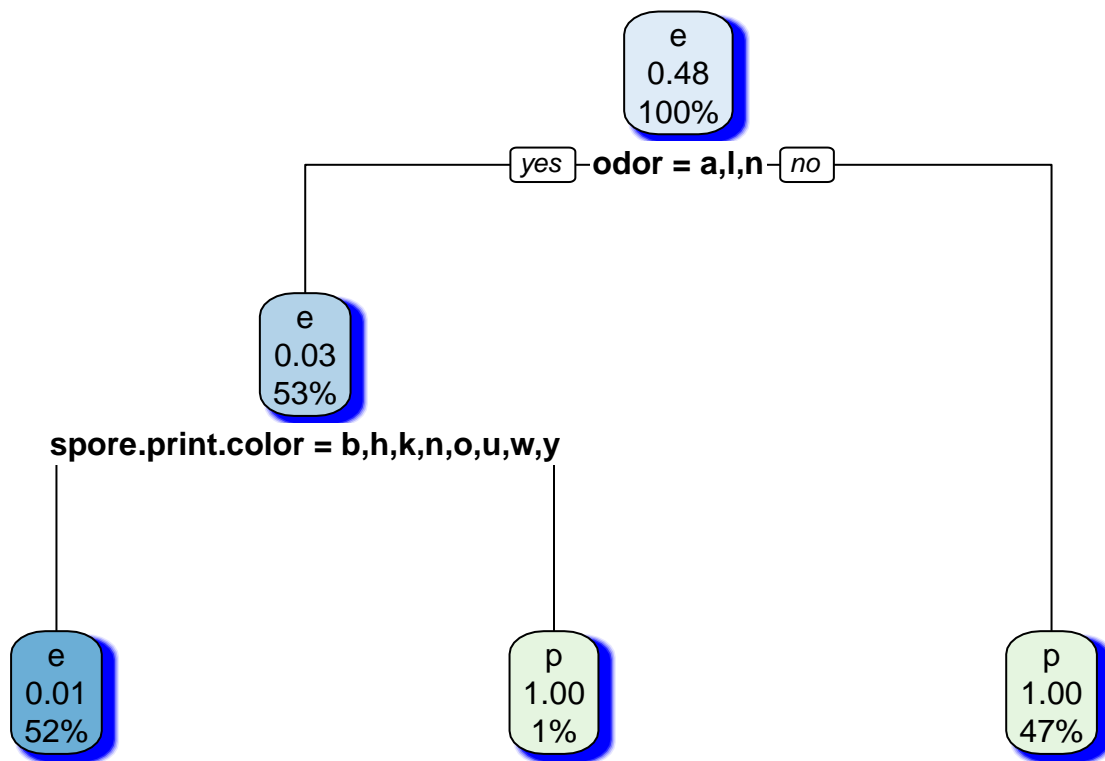 e
0.48
100%
yes odor = a,l,n no
e
0.03
53%
spore.print.color = b,h,k,n,o,u,w,y
e
0.01
52%
p
1.00
1%
p
1.00
47%